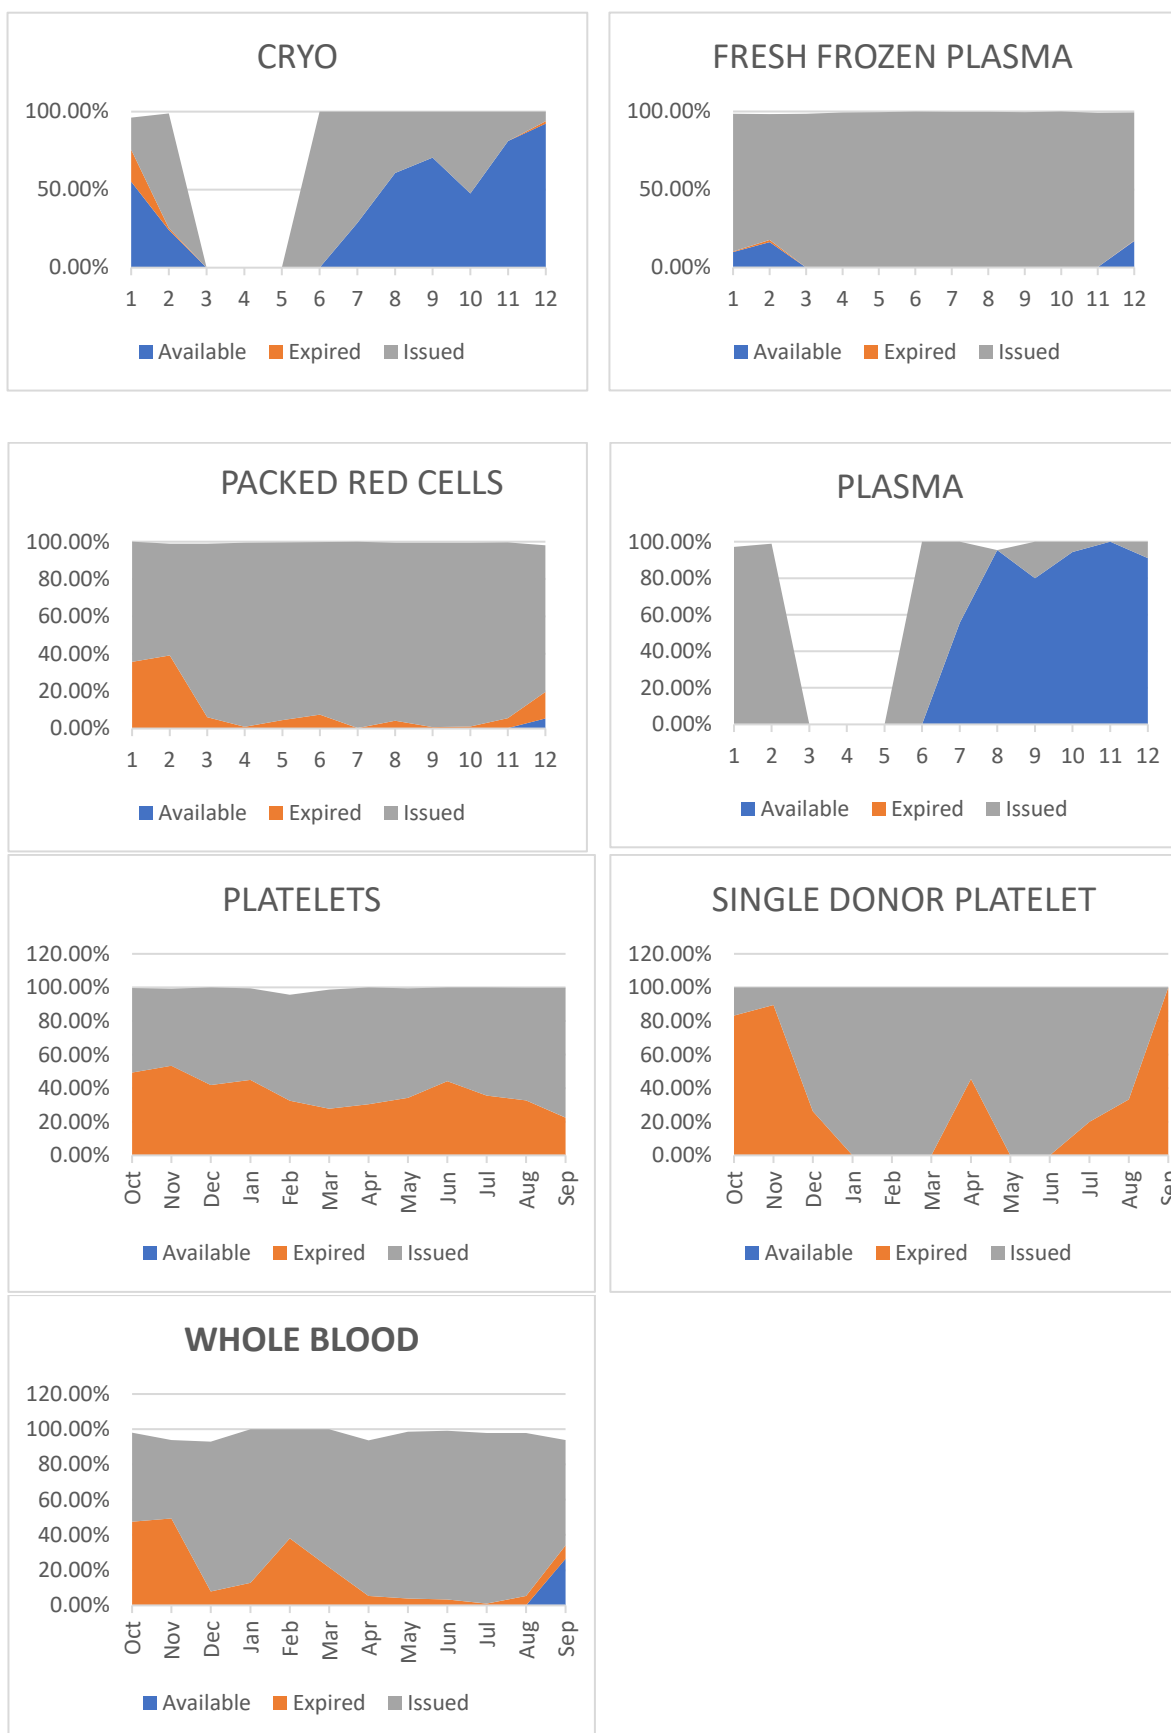 CRYO
100.00%
50.00%
0.00%
1 2 3 4 5 6 7 8 9 10 11 12
Available Expired Issued
FRESH FROZEN PLASMA
100.00%
50.00%
0.00%
1 2 3 4 5 6 7 8 9 10 11 12
Available Expired Issued
PACKED RED CELLS
100.00%
80.00%
60.00%
40.00%
20.00%
0.00%
1 2 3 4 5 6 7 8 9 10 11 12
Available Expired Issued
PLASMA
100.00%
80.00%
60.00%
40.00%
20.00%
0.00%
1 2 3 4 5 6 7 8 9 10 11 12
Available Expired Issued
PLATELETS
120.00%
100.00%
80.00%
60.00%
40.00%
20.00%
0.00%
Oct Nov Dec Jan Feb Mar Apr May Jun Jul Aug Sep
Available Expired Issued
SINGLE DONOR PLATELET
120.00%
100.00%
80.00%
60.00%
40.00%
20.00%
0.00%
Oct Nov Dec Jan Feb Mar Apr May Jun Jul Aug Sep
Available Expired Issued
WHOLE BLOOD
120.00%
100.00%
80.00%
60.00%
40.00%
20.00%
0.00%
Oct Nov Dec Jan Feb Mar Apr May Jun Jul Aug Sep
Available Expired Issued